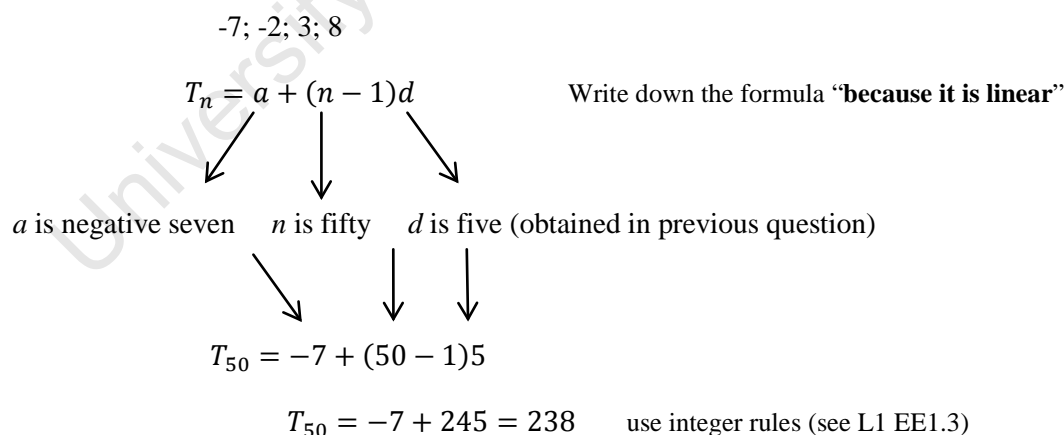 -7; -2; 3; 8
𝑇ₙ = 𝑎 + (𝑛 − 1)𝑑 Write down the formula “because it is linear”
a is negative seven n is fifty d is five (obtained in previous question)
𝑇₅₀ = −7 + (50 − 1)5
𝑇₅₀ = −7 + 245 = 238 use integer rules (see L1 EE1.3)
University